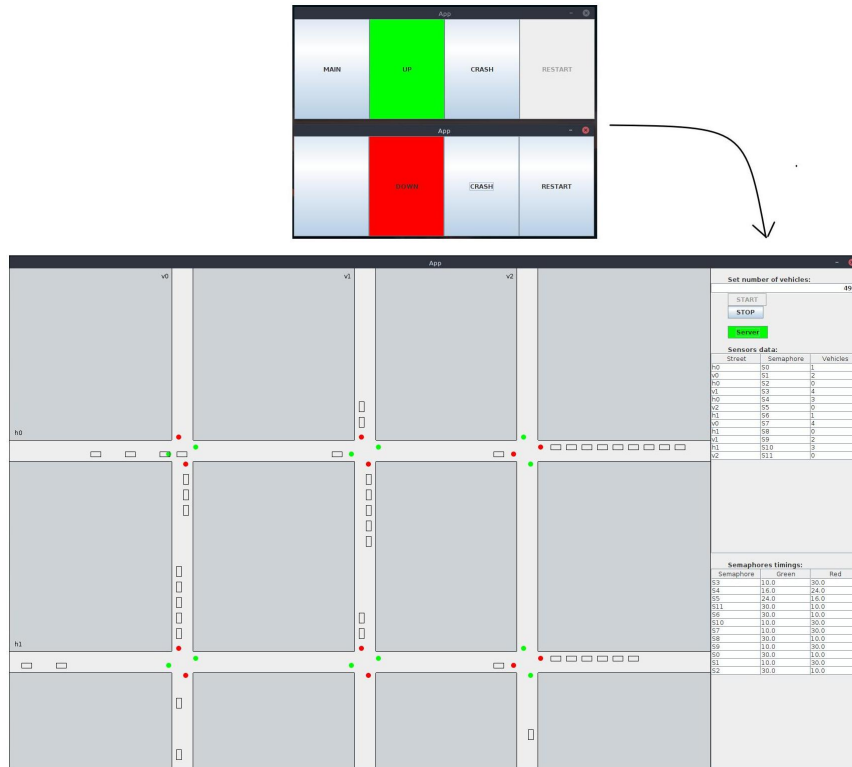 App
MAIN UP CRASH RESTART
App
DOWN CRASH RESTART
App
v0 v1 v2
h0
h1
Set number of vehicles:
49
START
STOP
Server
Sensors data:
Street Semaphore Vehicles
h0 S0 1
v0 S1 2
h0 S2 0
v1 S3 4
h0 S4 3
v2 S5 0
h1 S6 1
v0 S7 4
h1 S8 0
v1 S9 2
h1 S10 3
v2 S11 0
Semaphores timings:
Semaphore Green Red
S3 10.0 30.0
S4 16.0 24.0
S5 24.0 16.0
S11 30.0 10.0
S6 30.0 10.0
S10 10.0 30.0
S7 10.0 30.0
S8 30.0 10.0
S9 10.0 30.0
S0 30.0 10.0
S1 10.0 30.0
S2 30.0 10.0